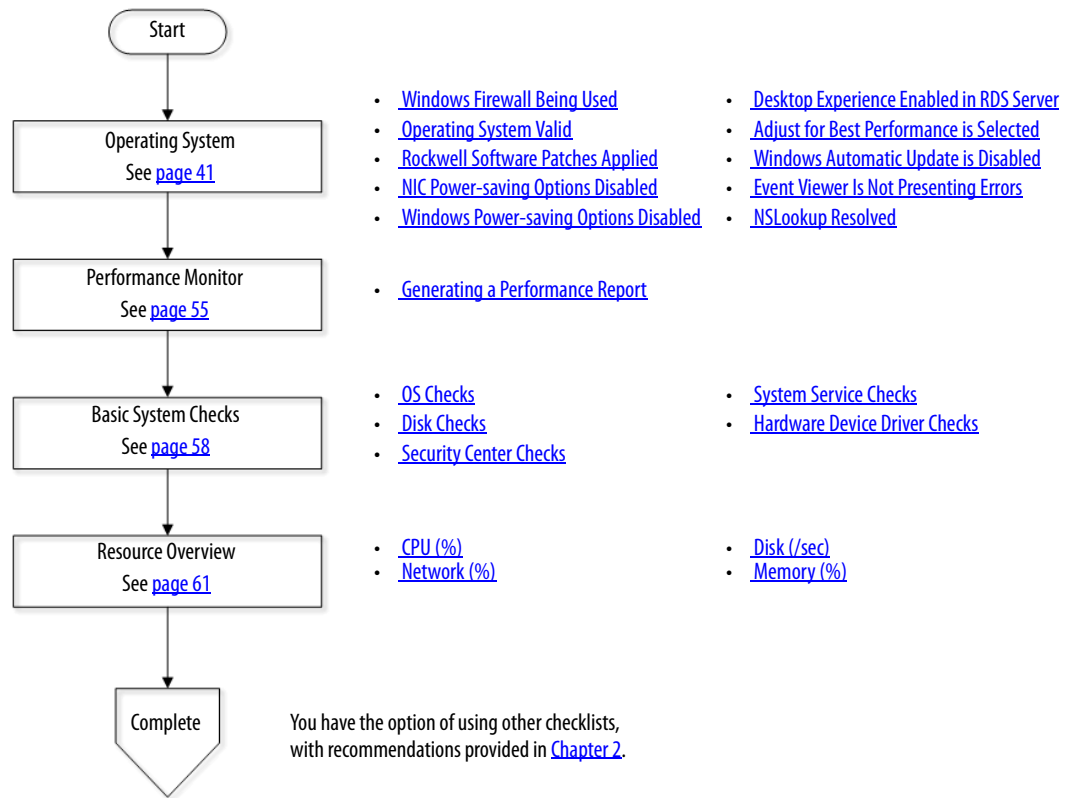 Start
Operating System
See page 41
• Windows Firewall Being Used
• Operating System Valid
• Rockwell Software Patches Applied
• NIC Power-saving Options Disabled
• Windows Power-saving Options Disabled
• Desktop Experience Enabled in RDS Server
• Adjust for Best Performance is Selected
• Windows Automatic Update is Disabled
• Event Viewer Is Not Presenting Errors
• NSLookup Resolved
Performance Monitor
See page 55
• Generating a Performance Report
Basic System Checks
See page 58
• OS Checks
• Disk Checks
• Security Center Checks
• System Service Checks
• Hardware Device Driver Checks
Resource Overview
See page 61
• CPU (%)
• Network (%)
• Disk (/sec)
• Memory (%)
Complete
You have the option of using other checklists,
with recommendations provided in Chapter 2.